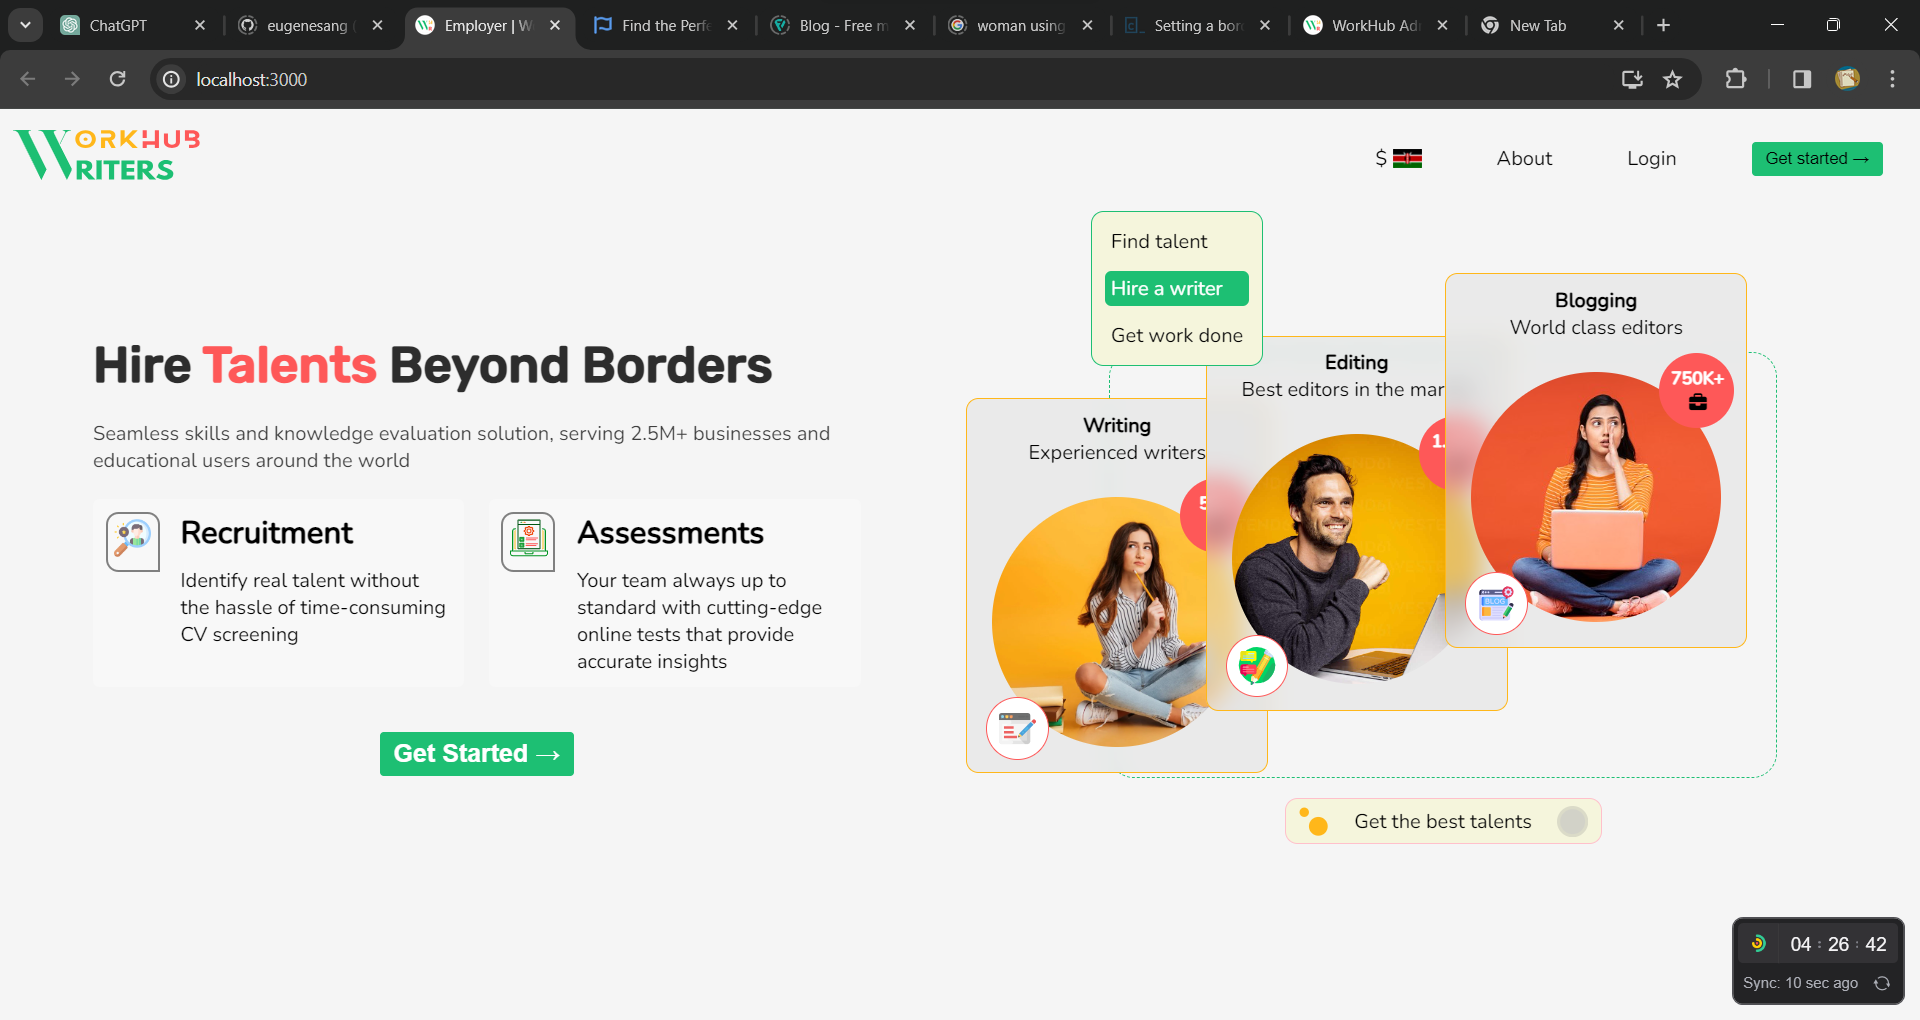 ChatGPT
eugenesang (
Employer | W
Find the Perfe
Blog - Free m
woman using
Setting a bor
WorkHub Ad
New Tab
localhost:3000
WORKHUB
WRITERS
$
About
Login
Get started →
Find talent
Hire a writer
Get work done
Blogging
World class editors
750K+
Editing
Best editors in the mar
1.
Writing
Experienced writers
5
Hire Talents Beyond Borders
Seamless skills and knowledge evaluation solution, serving 2.5M+ businesses and
educational users around the world
Recruitment
Identify real talent without
the hassle of time-consuming
CV screening
Assessments
Your team always up to
standard with cutting-edge
online tests that provide
accurate insights
Get Started →
BLOG
Get the best talents
04 : 26 : 42
Sync: 10 sec ago